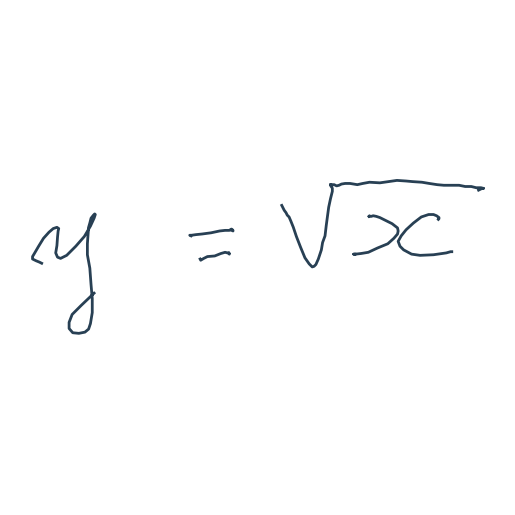 y = √x